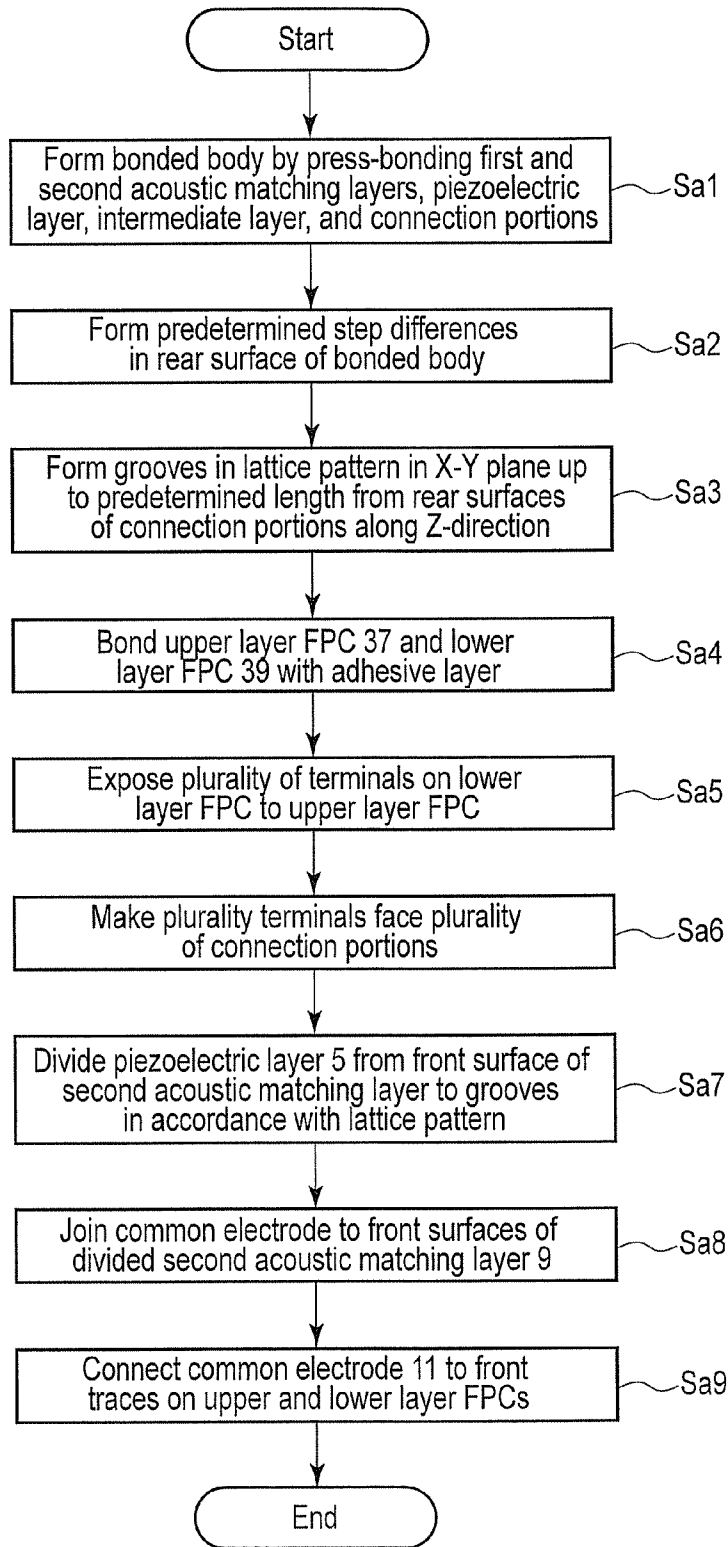 Start
Form bonded body by press-bonding first and
second acoustic matching layers, piezoelectric
layer, intermediate layer, and connection portions
Sa1
Form predetermined step differences
in rear surface of bonded body
Sa2
Form grooves in lattice pattern in X-Y plane up
to predetermined length from rear surfaces
of connection portions along Z-direction
Sa3
Bond upper layer FPC 37 and lower
layer FPC 39 with adhesive layer
Sa4
Expose plurality of terminals on lower
layer FPC to upper layer FPC
Sa5
Make plurality terminals face plurality
of connection portions
Sa6
Divide piezoelectric layer 5 from front surface of
second acoustic matching layer to grooves
in accordance with lattice pattern
Sa7
Join common electrode to front surfaces of
divided second acoustic matching layer 9
Sa8
Connect common electrode 11 to front
traces on upper and lower layer FPCs
Sa9
End